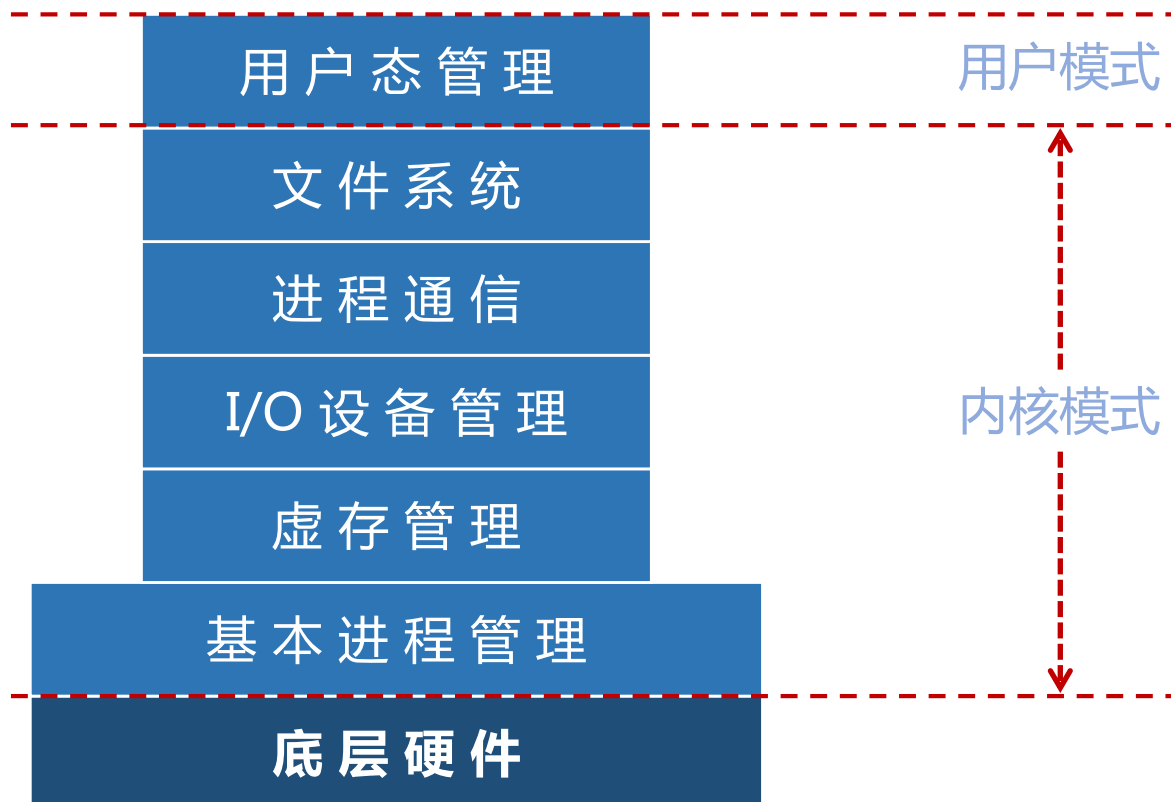 用户态管理
用户模式
文件系统
进程通信
I/O 设备管理
内核模式
虚存管理
基本进程管理
底层硬件